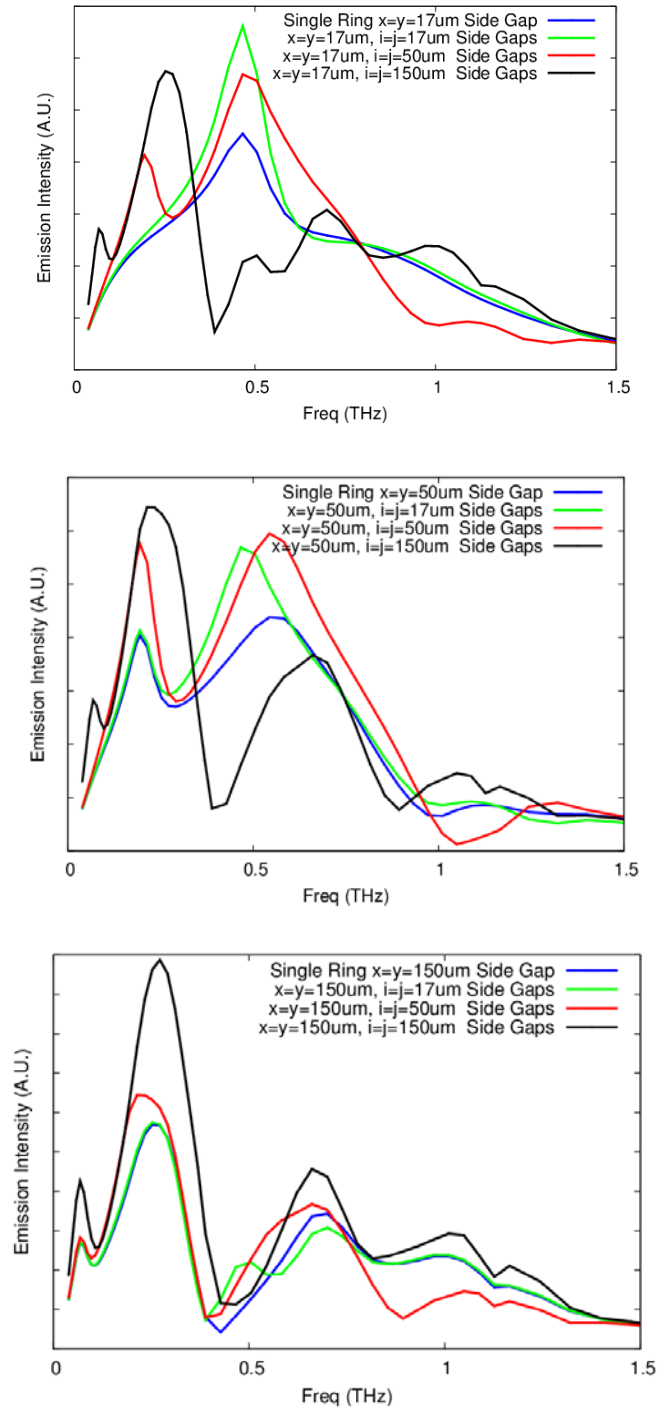 Single Ring x=y=17um Side Gap
x=y=17um, i=j=17um Side Gaps
x=y=17um, i=j=50um Side Gaps
x=y=17um, i=j=150um Side Gaps
Emission Intensity (A.U.)
0 0.5 1 1.5
Freq (THz)
Single Ring x=y=50um Side Gap
x=y=50um, i=j=17um Side Gaps
x=y=50um, i=j=50um Side Gaps
x=y=50um, i=j=150um Side Gaps
Emission Intensity (A.U.)
0 0.5 1 1.5
Freq (THz)
Single Ring x=y=150um Side Gap
x=y=150um, i=j=17um Side Gaps
x=y=150um, i=j=50um Side Gaps
x=y=150um, i=j=150um Side Gaps
Emission Intensity (A.U.)
0 0.5 1 1.5
Freq (THz)